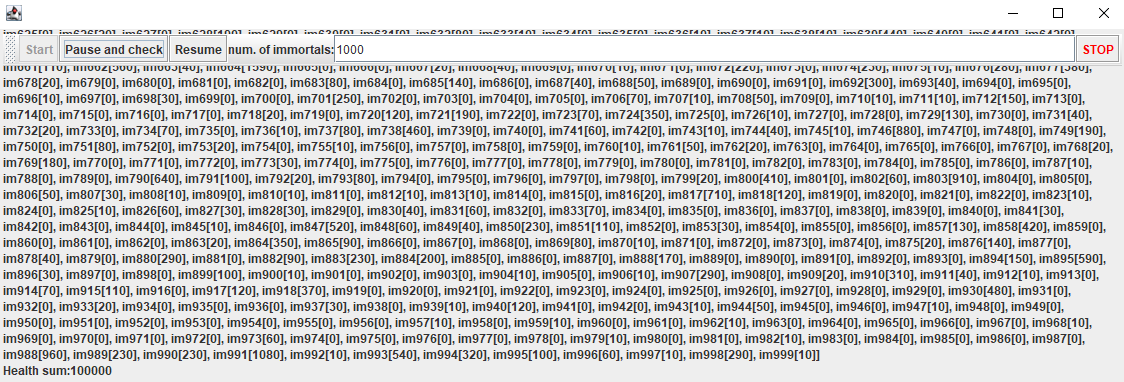 Start Pause and check Resume num. of immortals: 1000 STOP
im678[20], im679[0], im680[0], im681[0], im682[0], im683[80], im684[0], im685[140], im686[0], im687[40], im688[50], im689[0], im690[0], im691[0], im692[300], im693[40], im694[0], im695[0],
im696[10], im697[0], im698[30], im699[0], im700[0], im701[250], im702[0], im703[0], im704[0], im705[0], im706[70], im707[10], im708[50], im709[0], im710[10], im711[10], im712[150], im713[0],
im714[0], im715[0], im716[0], im717[0], im718[20], im719[0], im720[120], im721[190], im722[0], im723[70], im724[350], im725[0], im726[10], im727[0], im728[0], im729[130], im730[0], im731[40],
im732[20], im733[0], im734[70], im735[0], im736[10], im737[80], im738[460], im739[0], im740[0], im741[60], im742[0], im743[10], im744[40], im745[10], im746[880], im747[0], im748[0], im749[190],
im750[0], im751[80], im752[0], im753[20], im754[0], im755[10], im756[0], im757[0], im758[0], im759[0], im760[10], im761[50], im762[20], im763[0], im764[0], im765[0], im766[0], im767[0], im768[20],
im769[180], im770[0], im771[0], im772[0], im773[30], im774[0], im775[0], im776[0], im777[0], im778[0], im779[0], im780[0], im781[0], im782[0], im783[0], im784[0], im785[0], im786[0], im787[10],
im788[0], im789[0], im790[640], im791[100], im792[20], im793[80], im794[0], im795[0], im796[0], im797[0], im798[0], im799[20], im800[410], im801[0], im802[60], im803[910], im804[0], im805[0],
im806[50], im807[30], im808[10], im809[0], im810[10], im811[0], im812[10], im813[10], im814[0], im815[0], im816[20], im817[710], im818[120], im819[0], im820[0], im821[0], im822[0], im823[10],
im824[0], im825[10], im826[60], im827[30], im828[30], im829[0], im830[40], im831[60], im832[0], im833[70], im834[0], im835[0], im836[0], im837[0], im838[0], im839[0], im840[0], im841[30],
im842[0], im843[0], im844[0], im845[10], im846[0], im847[520], im848[60], im849[40], im850[230], im851[110], im852[0], im853[30], im854[0], im855[0], im856[0], im857[130], im858[420], im859[0],
im860[0], im861[0], im862[0], im863[20], im864[350], im865[90], im866[0], im867[0], im868[0], im869[80], im870[10], im871[0], im872[0], im873[0], im874[0], im875[20], im876[140], im877[0],
im878[40], im879[0], im880[290], im881[0], im882[90], im883[230], im884[200], im885[0], im886[0], im887[0], im888[170], im889[0], im890[0], im891[0], im892[0], im893[0], im894[150], im895[590],
im896[30], im897[0], im898[0], im899[100], im900[10], im901[0], im902[0], im903[0], im904[10], im905[0], im906[10], im907[290], im908[0], im909[20], im910[310], im911[40], im912[10], im913[0],
im914[70], im915[110], im916[0], im917[120], im918[370], im919[0], im920[0], im921[0], im922[0], im923[0], im924[0], im925[0], im926[0], im927[0], im928[0], im929[0], im930[480], im931[0],
im932[0], im933[20], im934[0], im935[0], im936[0], im937[30], im938[0], im939[10], im940[120], im941[0], im942[0], im943[10], im944[50], im945[0], im946[0], im947[10], im948[0], im949[0],
im950[0], im951[0], im952[0], im953[0], im954[0], im955[0], im956[0], im957[10], im958[0], im959[10], im960[0], im961[0], im962[10], im963[0], im964[0], im965[0], im966[0], im967[0], im968[10],
im969[0], im970[0], im971[0], im972[0], im973[60], im974[0], im975[0], im976[0], im977[0], im978[0], im979[10], im980[0], im981[0], im982[10], im983[0], im984[0], im985[0], im986[0], im987[0],
im988[960], im989[230], im990[230], im991[1080], im992[10], im993[540], im994[320], im995[100], im996[60], im997[10], im998[290], im999[10]]
Health sum:100000